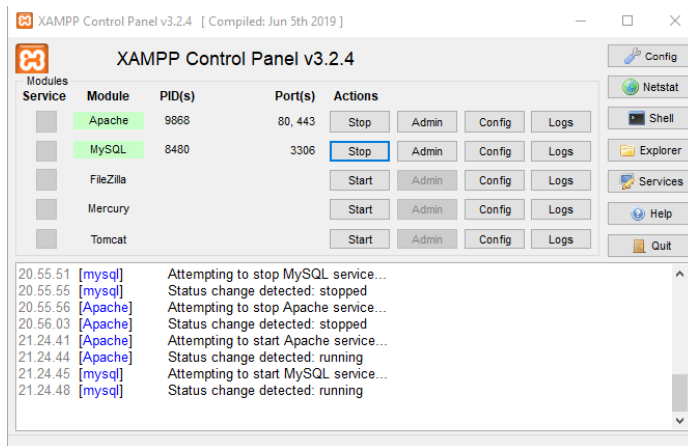 XAMPP Control Panel v3.2.4 [ Compiled: Jun 5th 2019 ]
XAMPP Control Panel v3.2.4
Config
Modules
Service Module PID(s) Port(s) Actions
Netstat
Apache 9868 80, 443 Stop Admin Config Logs
Shell
MySQL 8480 3306 Stop Admin Config Logs
Explorer
FileZilla Start Admin Config Logs
Services
Mercury Start Admin Config Logs
Help
Tomcat Start Admin Config Logs
Quit
20.55.51 [mysql] Attempting to stop MySQL service...
20.55.55 [mysql] Status change detected: stopped
20.55.56 [Apache] Attempting to stop Apache service...
20.56.03 [Apache] Status change detected: stopped
21.24.41 [Apache] Attempting to start Apache service...
21.24.44 [Apache] Status change detected: running
21.24.45 [mysql] Attempting to start MySQL service...
21.24.48 [mysql] Status change detected: running